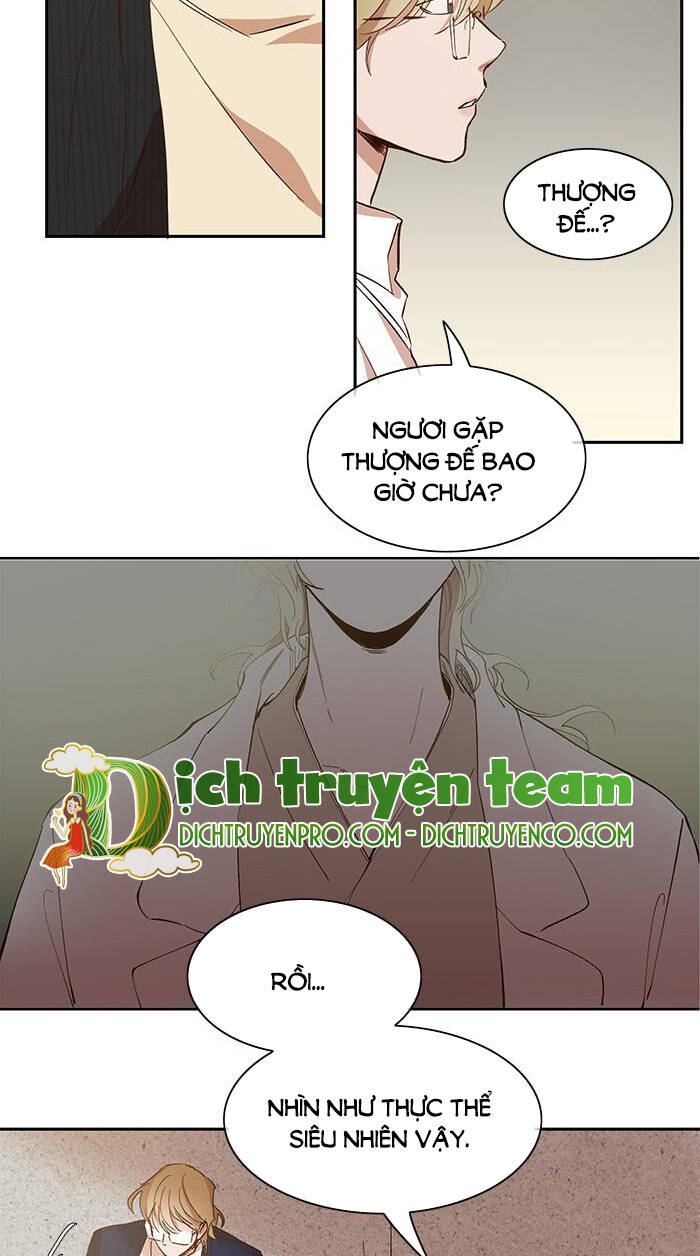 THƯỢNG
ĐẾ...?
NGƯƠI GẶP
THƯỢNG ĐẾ BAO
GIỜ CHƯA?
Dịch truyện team
DICHTRUYENPRO.COM - DICHTRUYENCO.COM
RỒI...
NHÌN NHƯ THỰC THỂ
SIÊU NHIÊN VẬY.